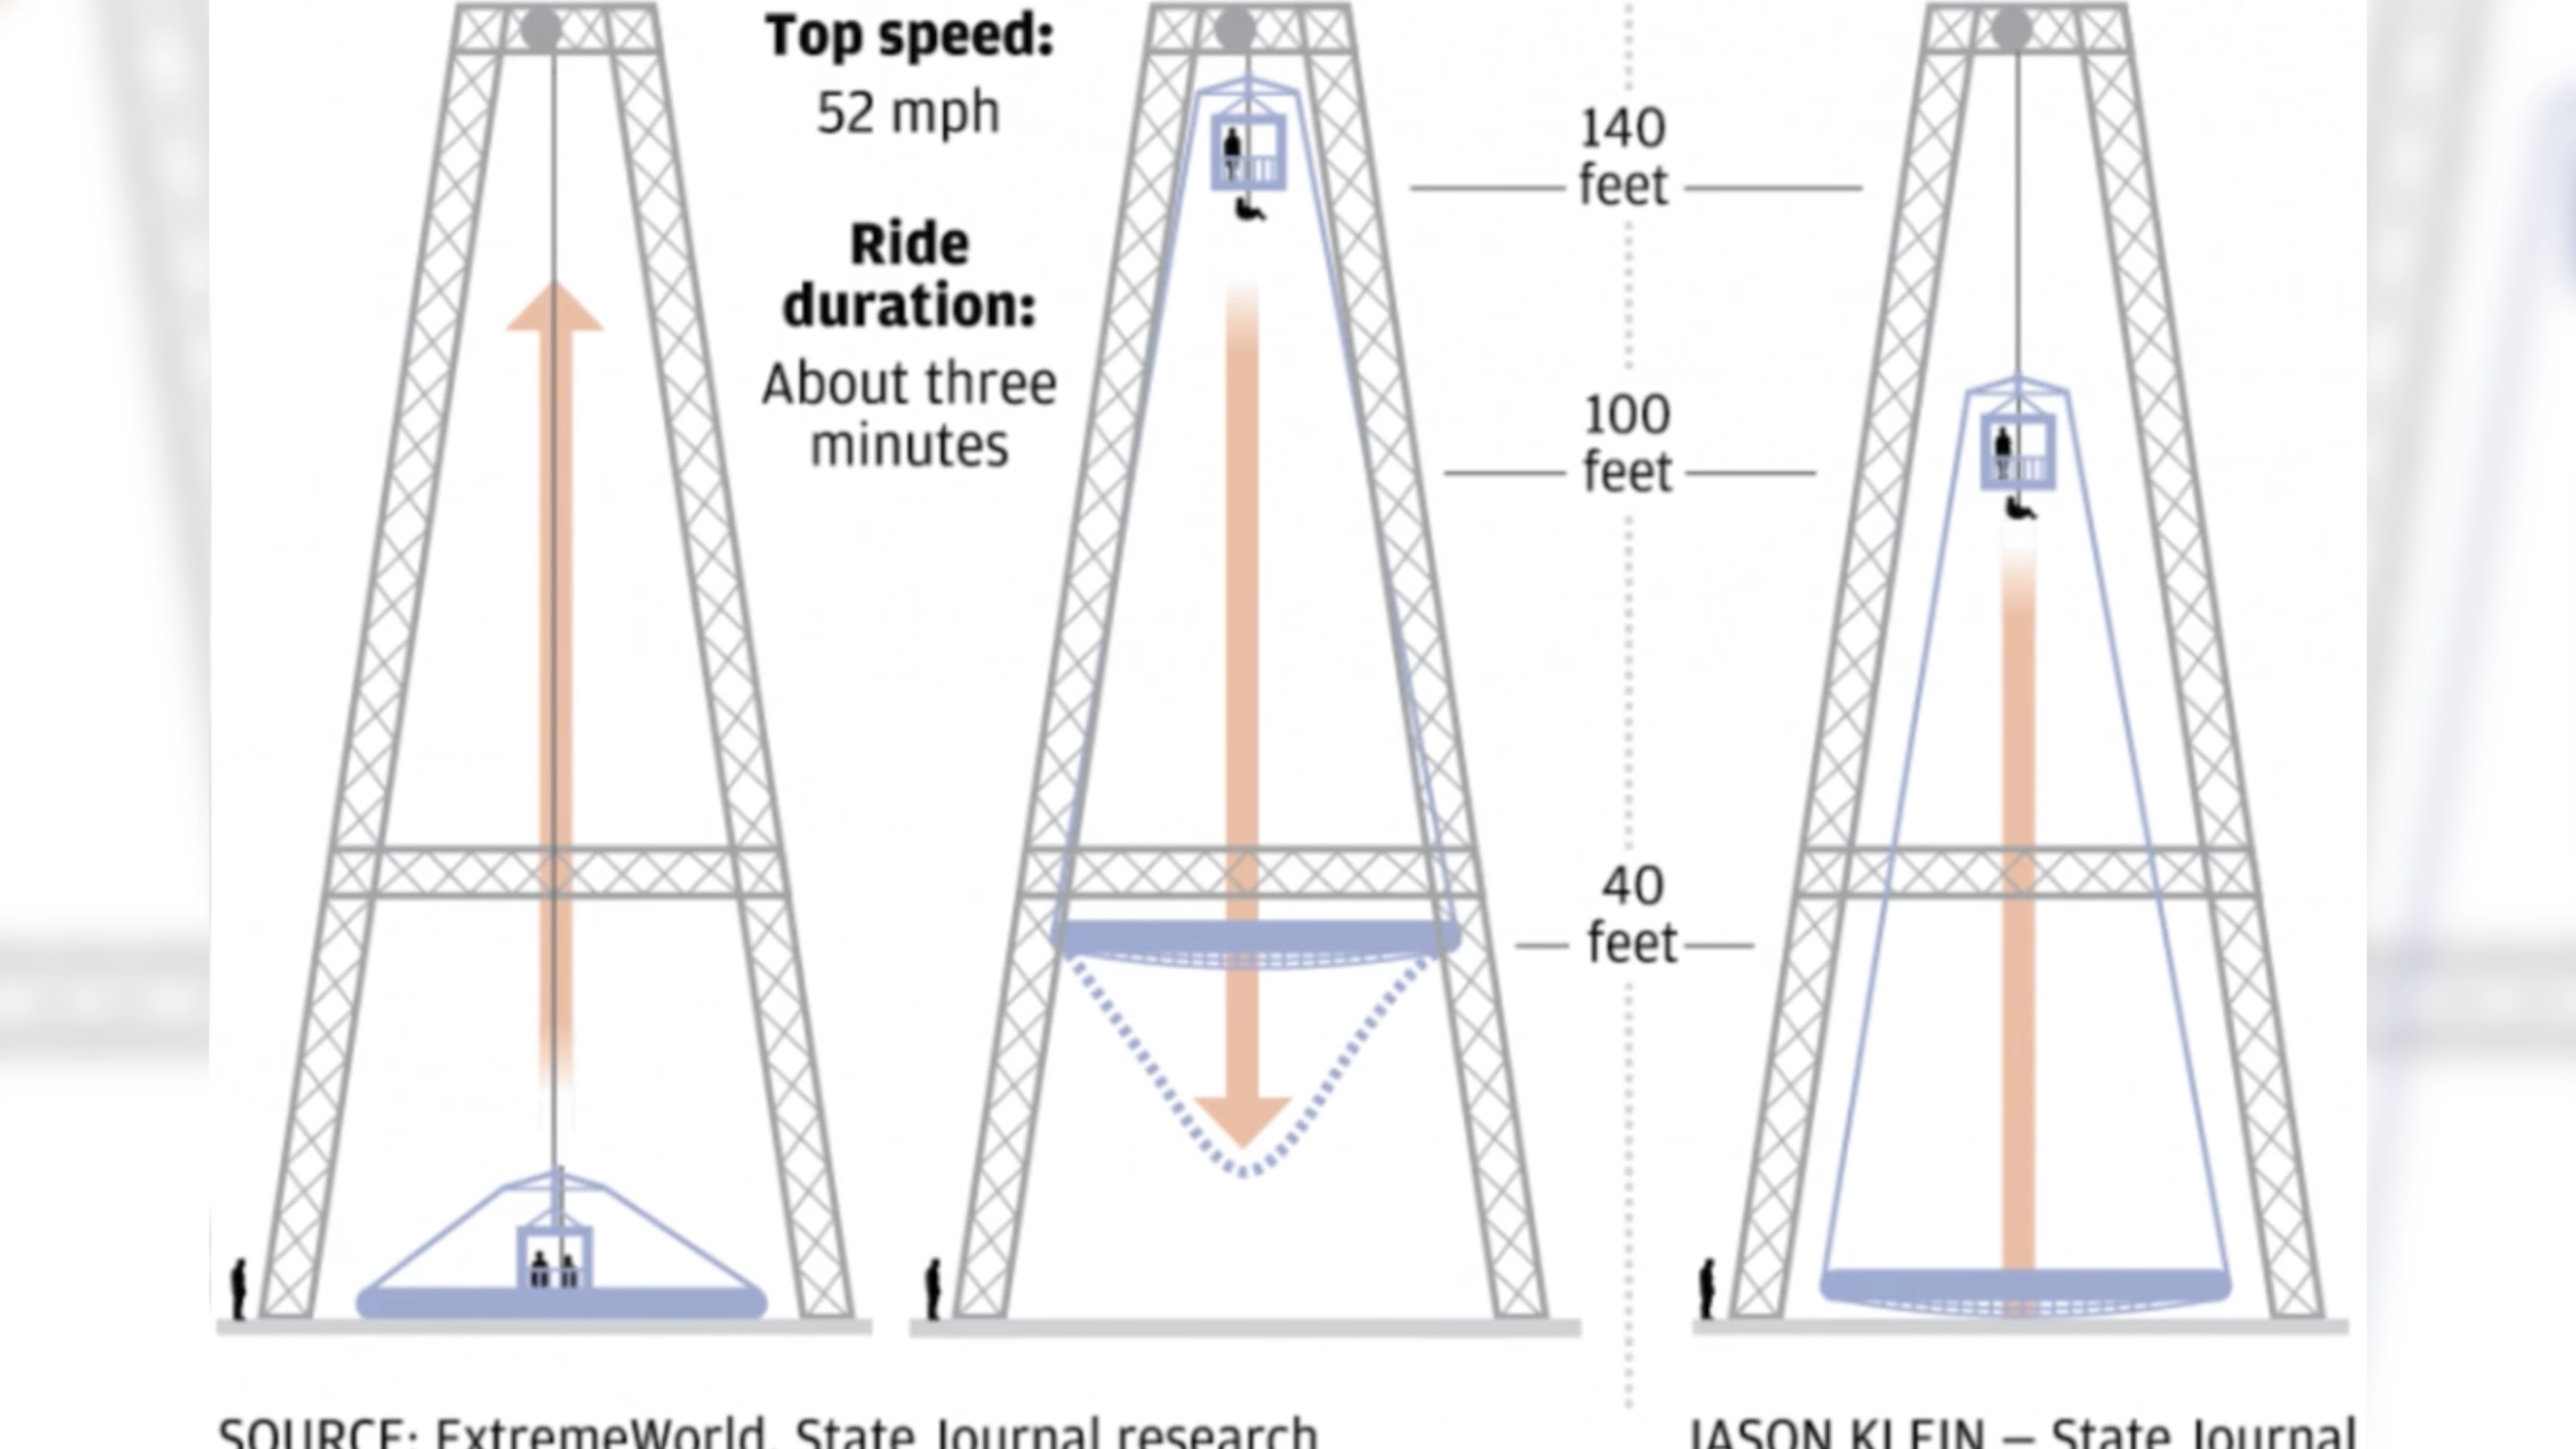 Top speed:
52 mph
Ride
duration:
About three
minutes
140
feet
100
feet
40
feet
SOURCE: ExtremeWorld, State Journal research
JASON KLEIN — State Journal